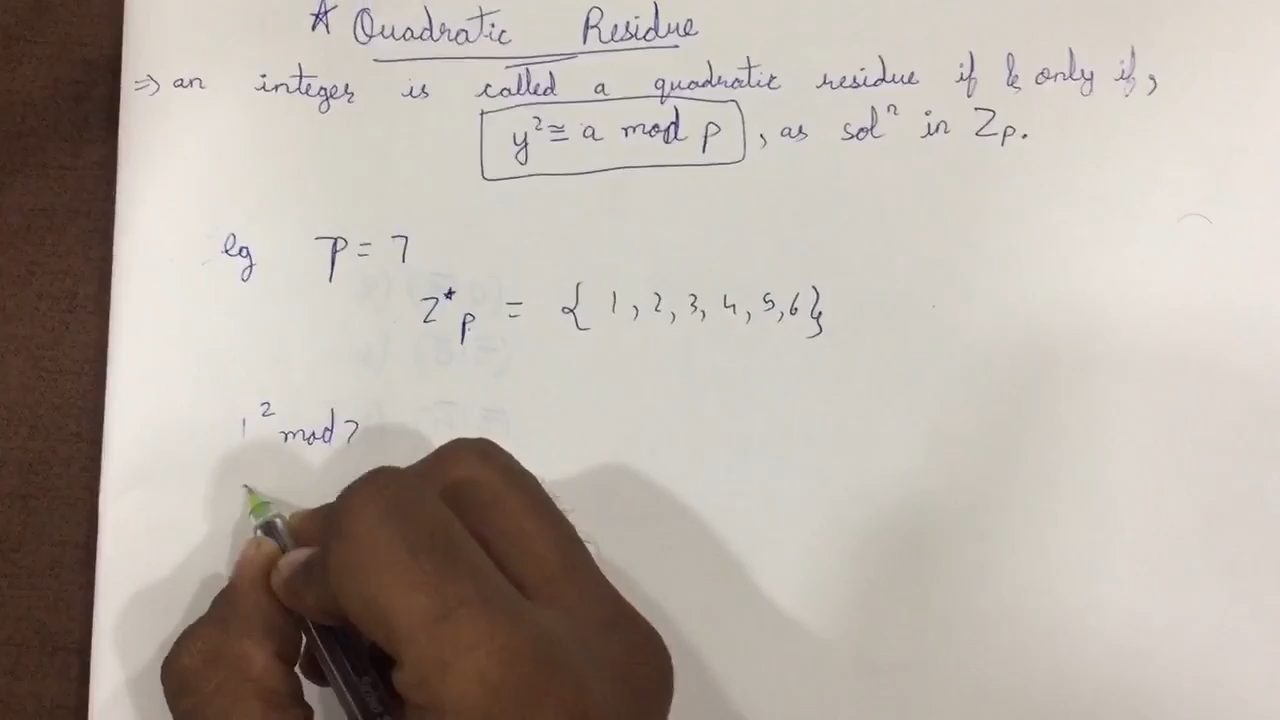 * Quadratic Residue
⇒ an integer is called a quadratic residue if & only if,
y² ≅ a mod p, as solⁿ in Zp.
eg P = 7
Z*p = { 1, 2, 3, 4, 5, 6 }
1² mod 7